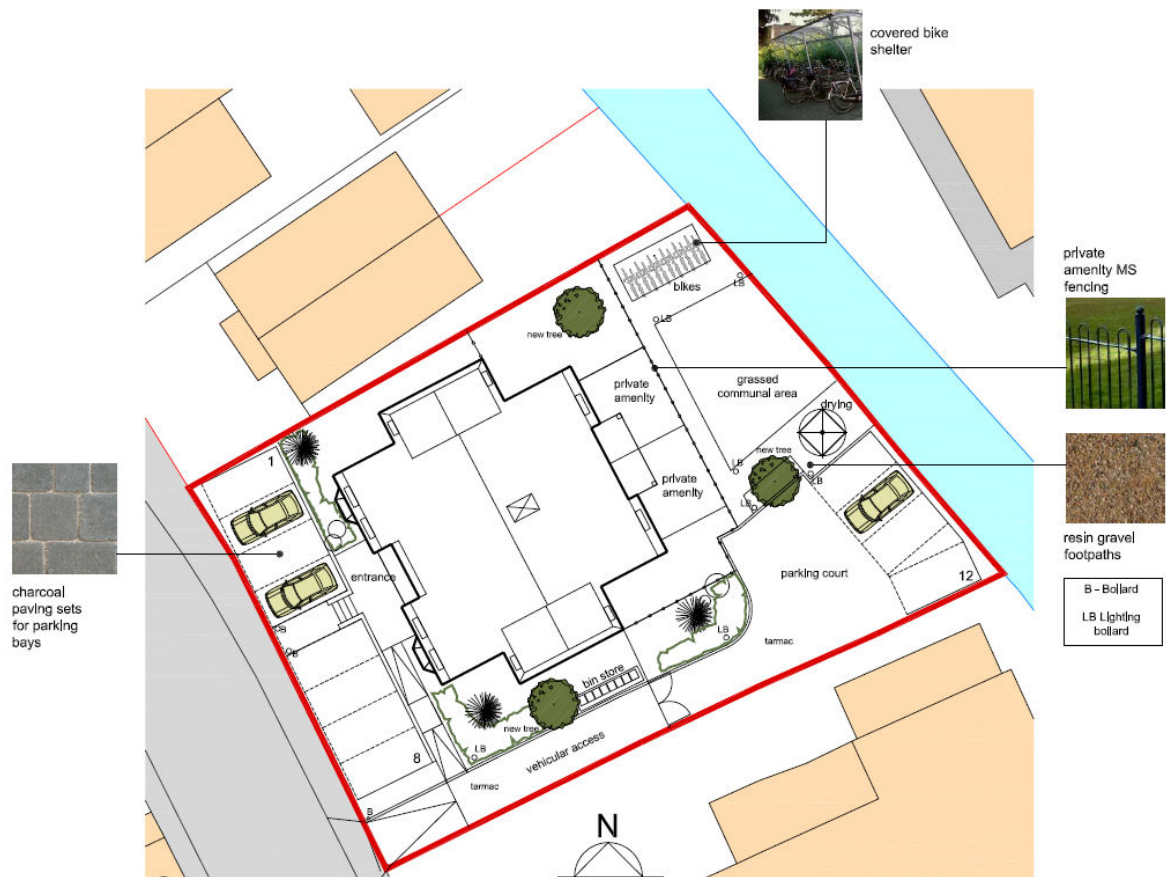 covered bike
shelter
private
amenity MS
fencing
bikes
LB
LB
new tree
private
amenity
grassed
communal area
drying
new tree
LB
LB
LB
private
amenity
1
resin gravel
footpaths
entrance
parking court
12
charcoal
paving sets
for parking
bays
B - Bollard
LB Lighting
bollard
B
B
LB
tarmac
bin store
new tree
LB
8
vehicular access
tarmac
B
N